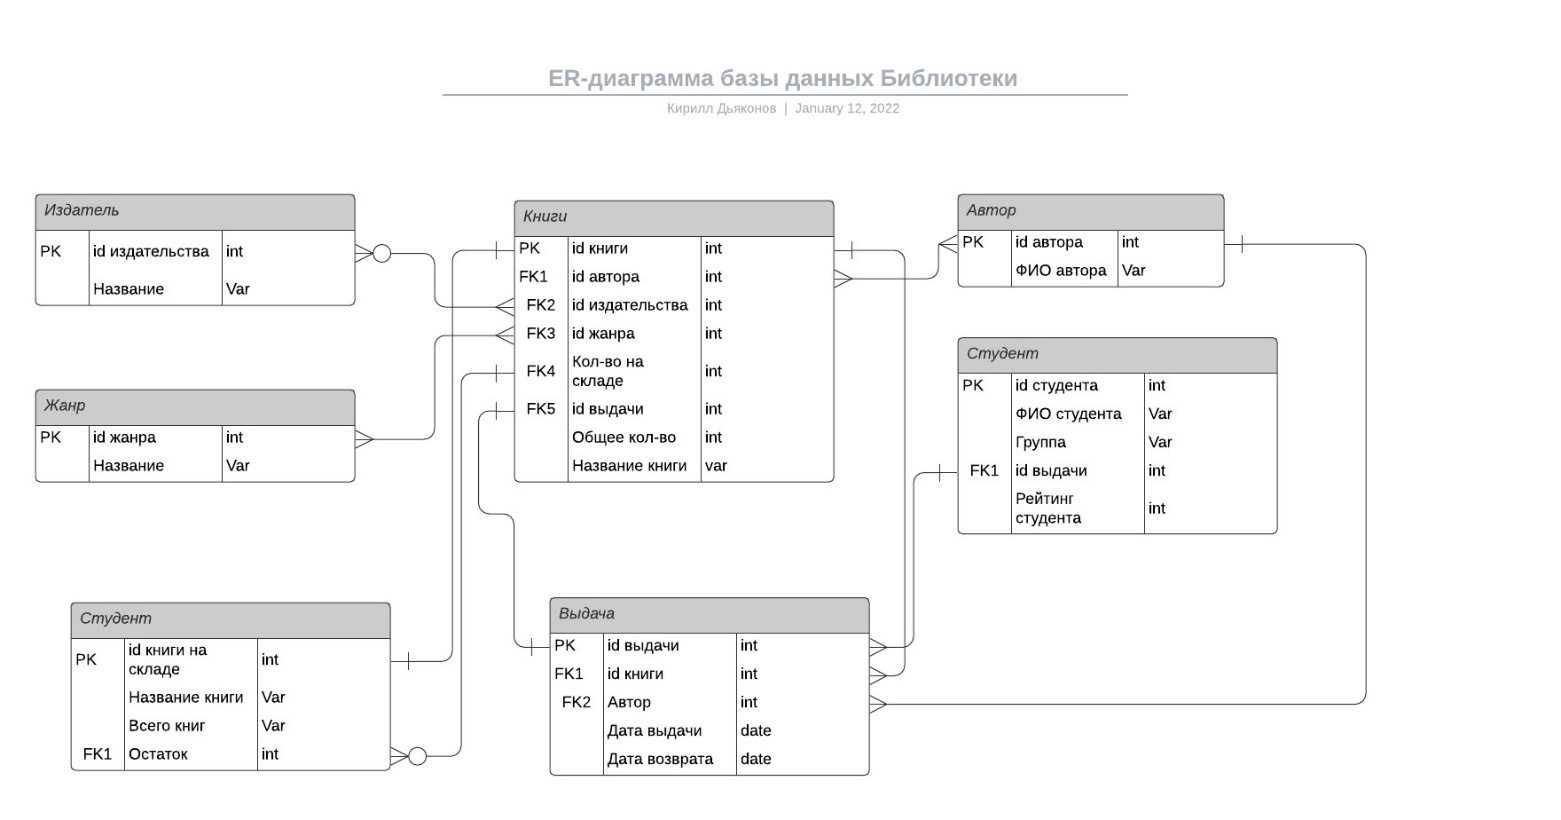 ER-диаграмма базы данных Библиотеки
Кирилл Дьяконов | January 12, 2022
Издатель
PK id издательства int
Название Var
Жанр
PK id жанра int
Название Var
Книги
PK id книги int
FK1 id автора int
FK2 id издательства int
FK3 id жанра int
FK4 Кол-во на
складе int
FK5 id выдачи int
Общее кол-во int
Название книги var
Автор
PK id автора int
ФИО автора Var
Студент
PK id студента int
ФИО студента Var
Группа Var
FK1 id выдачи int
Рейтинг
студента int
Студент
PK id книги на
складе int
Название книги Var
Всего книг Var
FK1 Остаток int
Выдача
PK id выдачи int
FK1 id книги int
FK2 Автор int
Дата выдачи date
Дата возврата date